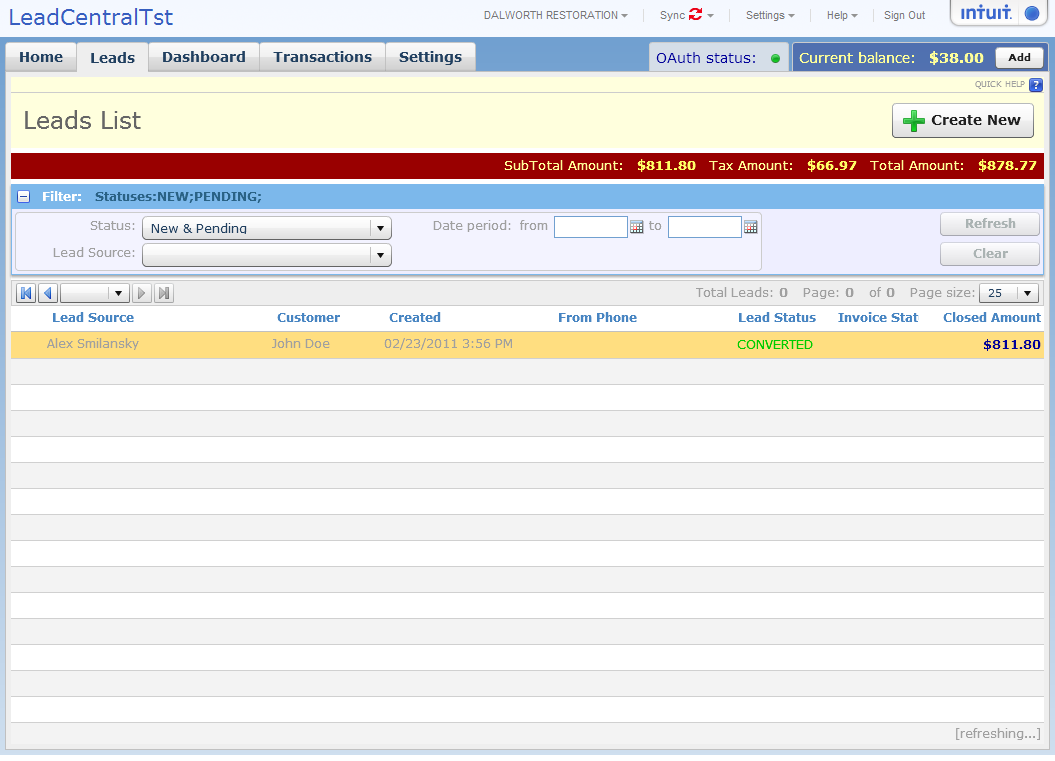 LeadCentralTst
DALWORTH RESTORATION Sync Settings Help Sign Out intuit.
Home Leads Dashboard Transactions Settings OAuth status: Current balance: $38.00 Add
QUICK HELP ?
Leads List Create New
SubTotal Amount: $811.80 Tax Amount: $66.97 Total Amount: $878.77
Filter: Statuses:NEW;PENDING;
Status: New & Pending Date period: from to Refresh
Lead Source: Clear
Total Leads: 0 Page: 0 of 0 Page size: 25
Lead Source Customer Created From Phone Lead Status Invoice Stat Closed Amount
Alex Smilansky John Doe 02/23/2011 3:56 PM CONVERTED $811.80
[refreshing...]